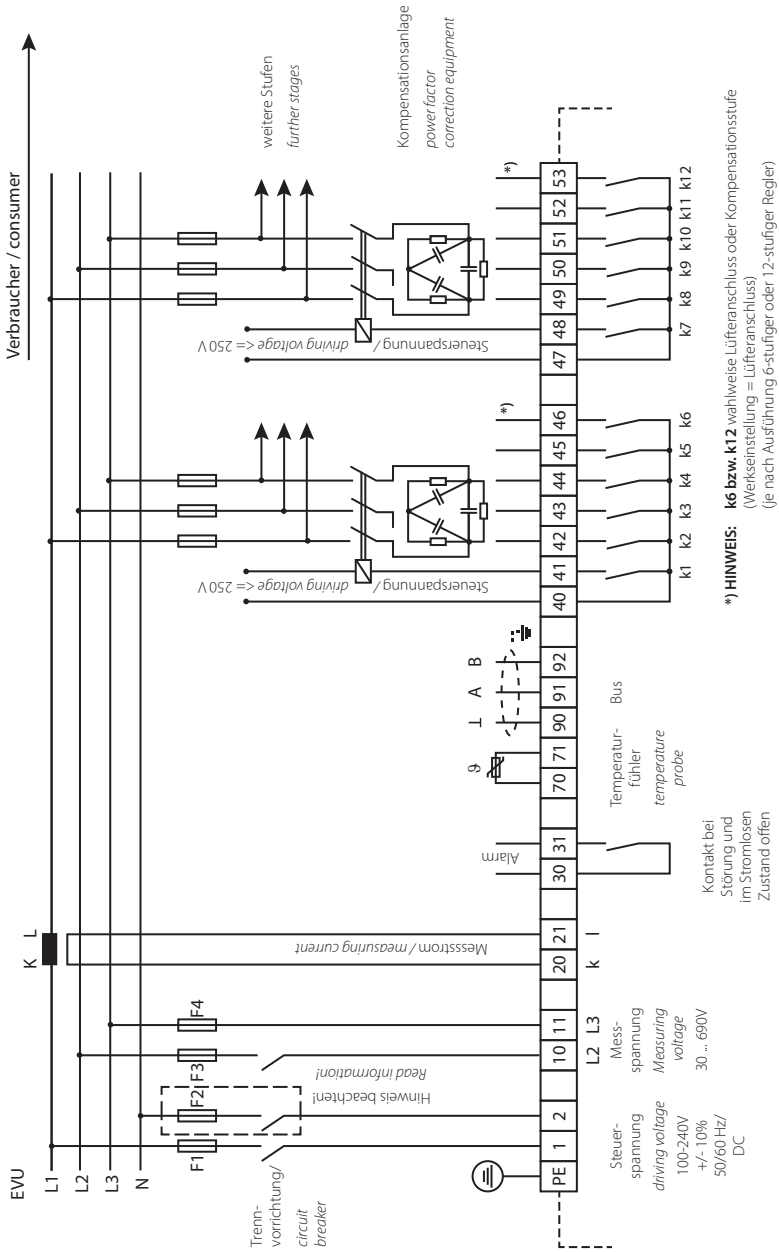 Verbraucher / consumer
EVU
L1
L2
L3
N
K L
F1
F2
F3
F4
Trenn-
vorrichtung/
circuit
breaker
Hinweis beachten!
Read information!
Messstrom / measuring current
Alarm
ϑ
⊥ A B
Steuerspannung / driving voltage <= 250 V
Steuerspannung / driving voltage <= 250 V
weitere Stufen
further stages
Kompensationsanlage
power factor
correction equipment
*)
*)
PE 1 2 10 11 20 21 30 31 70 71 90 91 92 40 41 42 43 44 45 46 47 48 49 50 51 52 53
L2 L3
k l
k1 k2 k3 k4 k5 k6
k7 k8 k9 k10 k11 k12
Steuer-
spannung
driving voltage
100-240V
+/- 10%
50/60 Hz/
DC
Mess-
spannung
Measuring
voltage
30 .. 690V
Kontakt bei
Störung und
im Stromlosen
Zustand offen
Temperatur-
fühler
temperature
probe
Bus
*) HINWEIS: k6 bzw. k12 wahlweise Lüfteranschluss oder Kompensationsstufe
(Werkseinstellung = Lüfteranschluss)
(je nach Ausführung 6-stufiger oder 12-stufiger Regler)